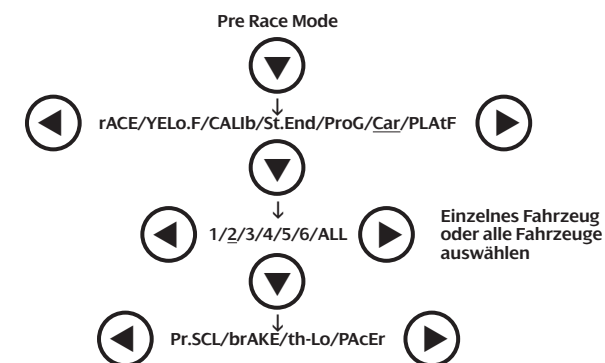 Pre Race Mode
rACE/YELo.F/CALIb/St.End/ProG/Car/PLAtF
1/2/3/4/5/6/ALL
Einzelnes Fahrzeug
oder alle Fahrzeuge
auswählen
Pr.SCL/brAKE/th-Lo/PAcEr